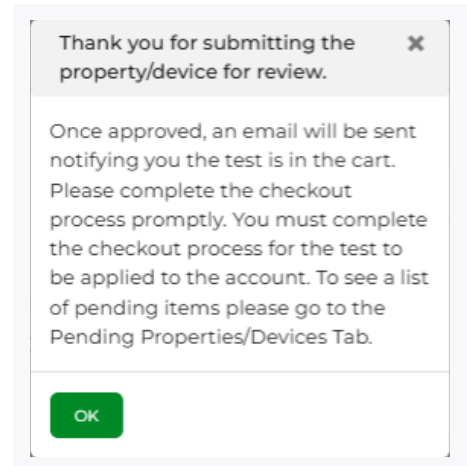 Thank you for submitting the
property/device for review.
Once approved, an email will be sent
notifying you the test is in the cart.
Please complete the checkout
process promptly. You must complete
the checkout process for the test to
be applied to the account. To see a list
of pending items please go to the
Pending Properties/Devices Tab.
OK